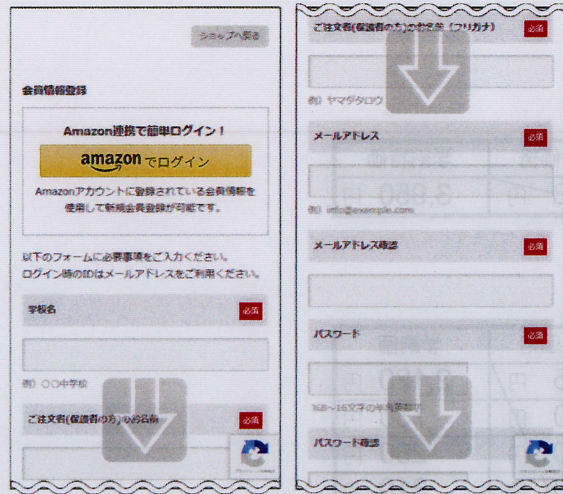 ショップへ戻る
会員情報登録
Amazon連携で簡単ログイン！
amazon でログイン
Amazonアカウントに登録されている会員情報を
使用して新規会員登録が可能です。
以下のフォームに必要事項をご入力ください。
ログイン時のIDはメールアドレスをご利用ください。
学校名 必須
例）〇〇中学校
ご注文者(保護者の方)のお名前 必須
ご注文者(保護者の方)のお名前（フリガナ） 必須
例）ヤマダタロウ
メールアドレス 必須
例）info@example.com
メールアドレス確認 必須
パスワード 必須
パスワード確認